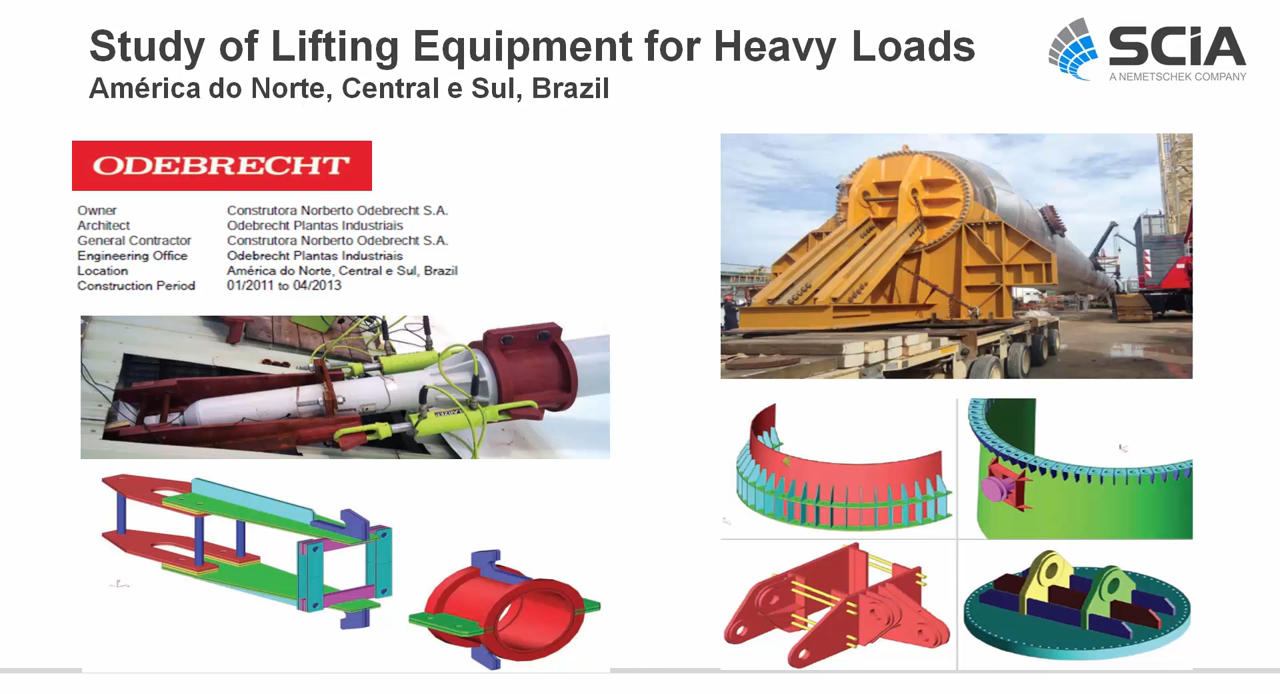 Study of Lifting Equipment for Heavy Loads
América do Norte, Central e Sul, Brazil
SCiA
A NEMETSCHEK COMPANY
ODEBRECHT
Owner Construtora Norberto Odebrecht S.A.
Architect Odebrecht Plantas Industriais
General Contractor Construtora Norberto Odebrecht S.A.
Engineering Office Odebrecht Plantas Industriais
Location América do Norte, Central e Sul, Brazil
Construction Period 01/2011 to 04/2013